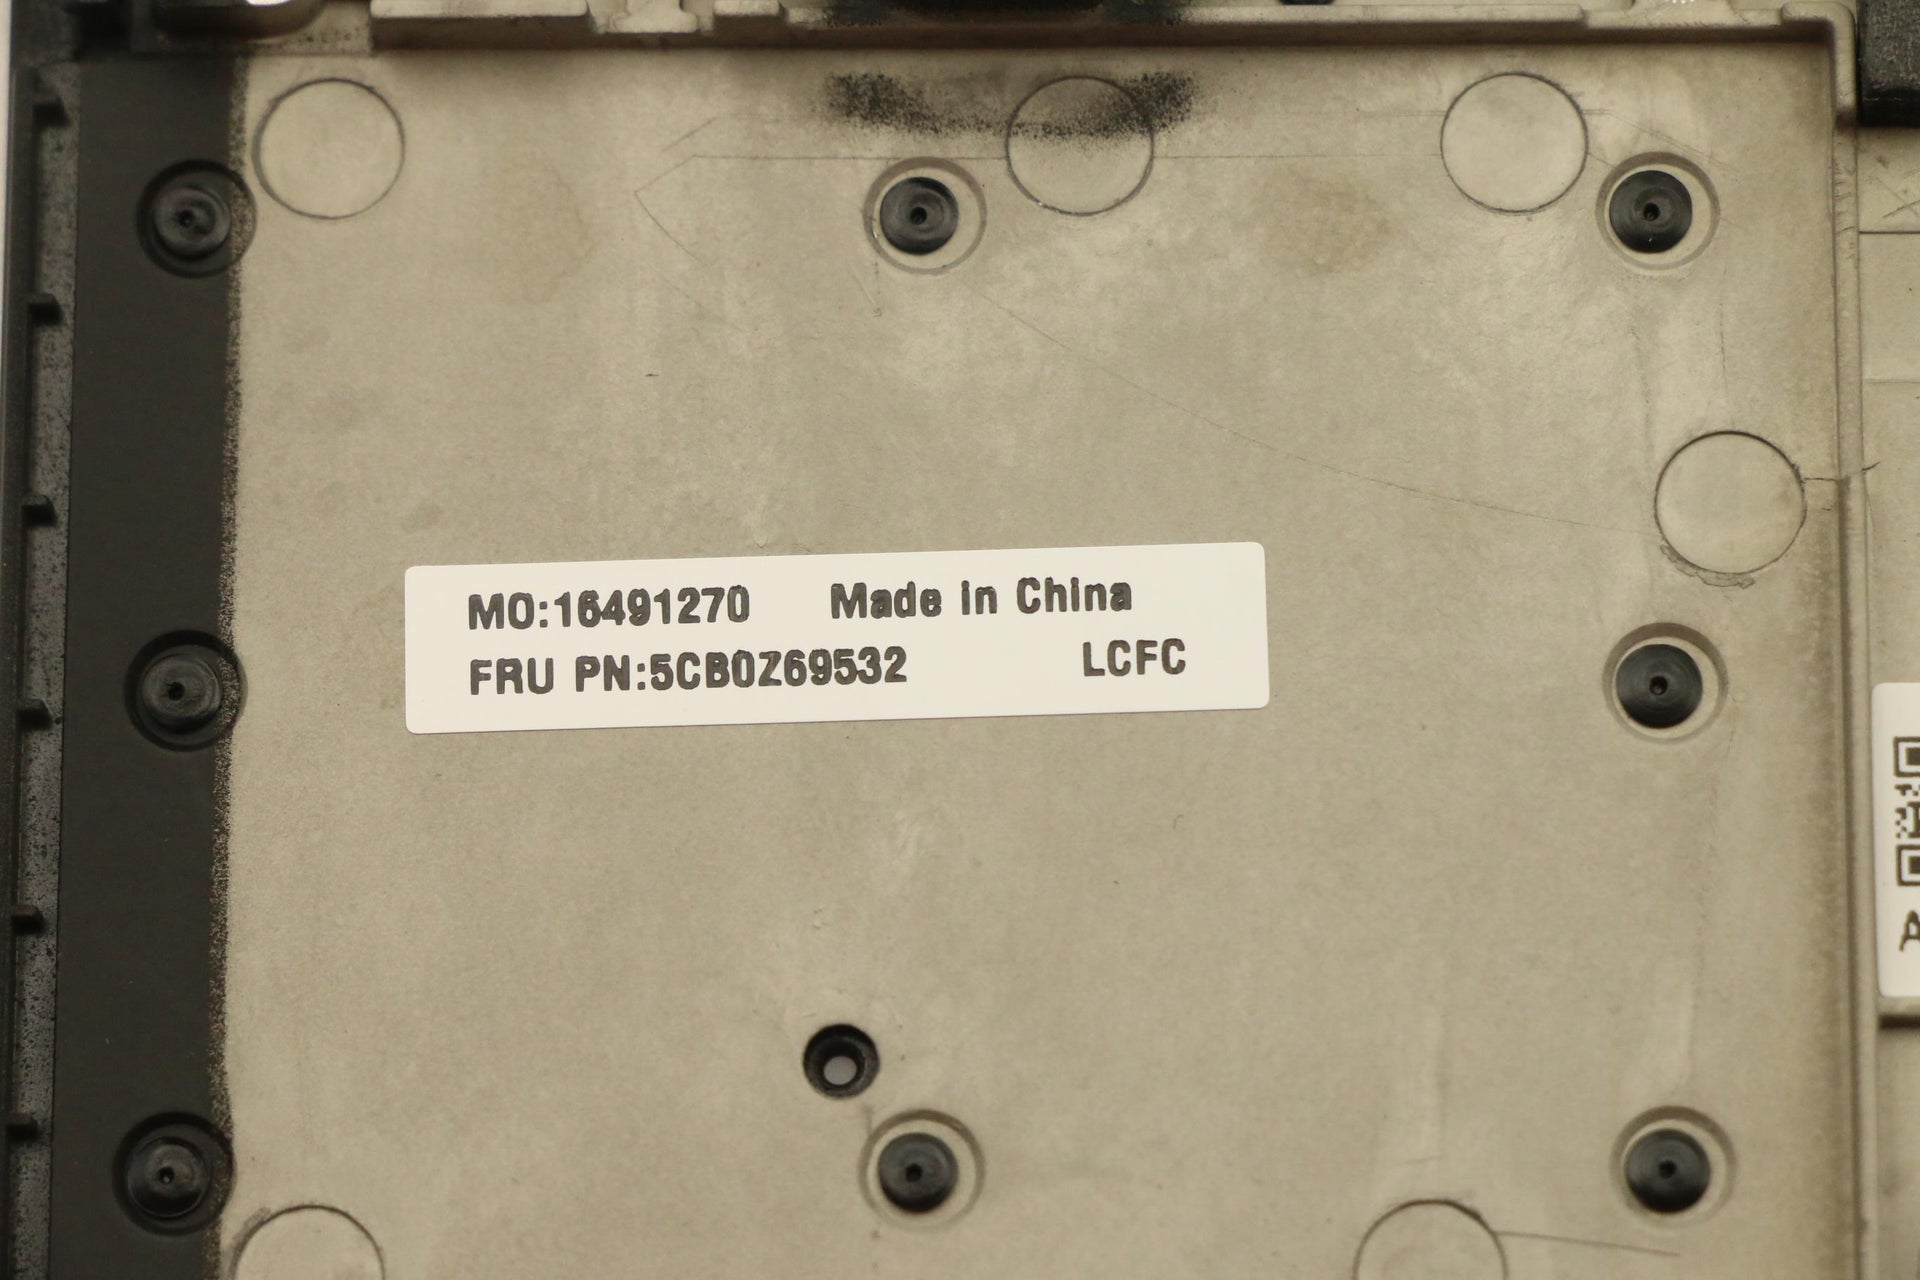 MO:16491270 Made in China
FRU PN:5CB0Z69532 LCFC